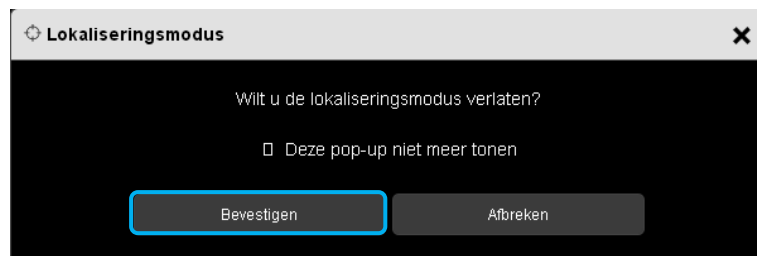 Lokaliseringsmodus
Wilt u de lokaliseringsmodus verlaten?
Deze pop-up niet meer tonen
Bevestigen
Afbreken